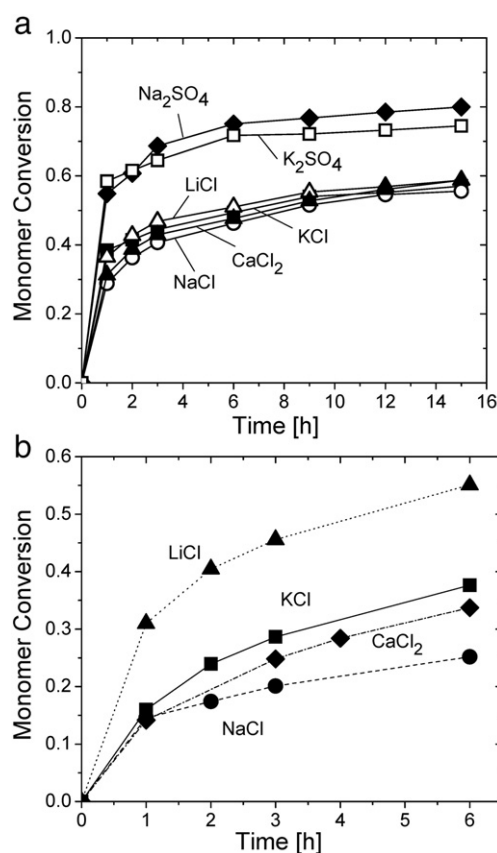 a
1.0
0.8
0.6
0.4
0.2
0.0
Monomer Conversion
Na2SO4
K2SO4
LiCl
KCl
CaCl2
NaCl
0 2 4 6 8 10 12 14 16
Time [h]
b
0.6
0.5
0.4
0.3
0.2
0.1
0.0
Monomer Conversion
LiCl
KCl
CaCl2
NaCl
0 1 2 3 4 5 6
Time [h]